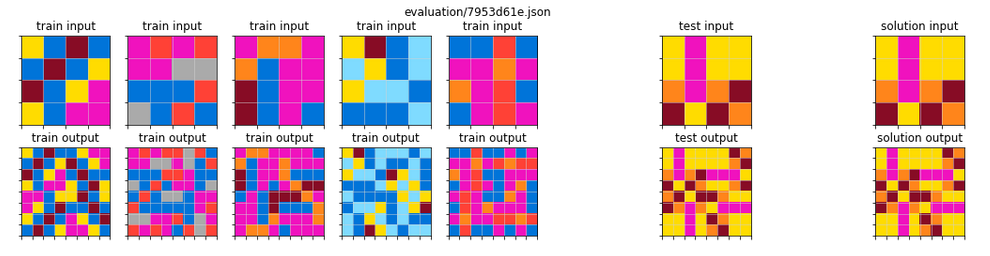 evaluation/7953d61e.json
train input train input train input train input train input test input solution input
train output train output train output train output train output test output solution output